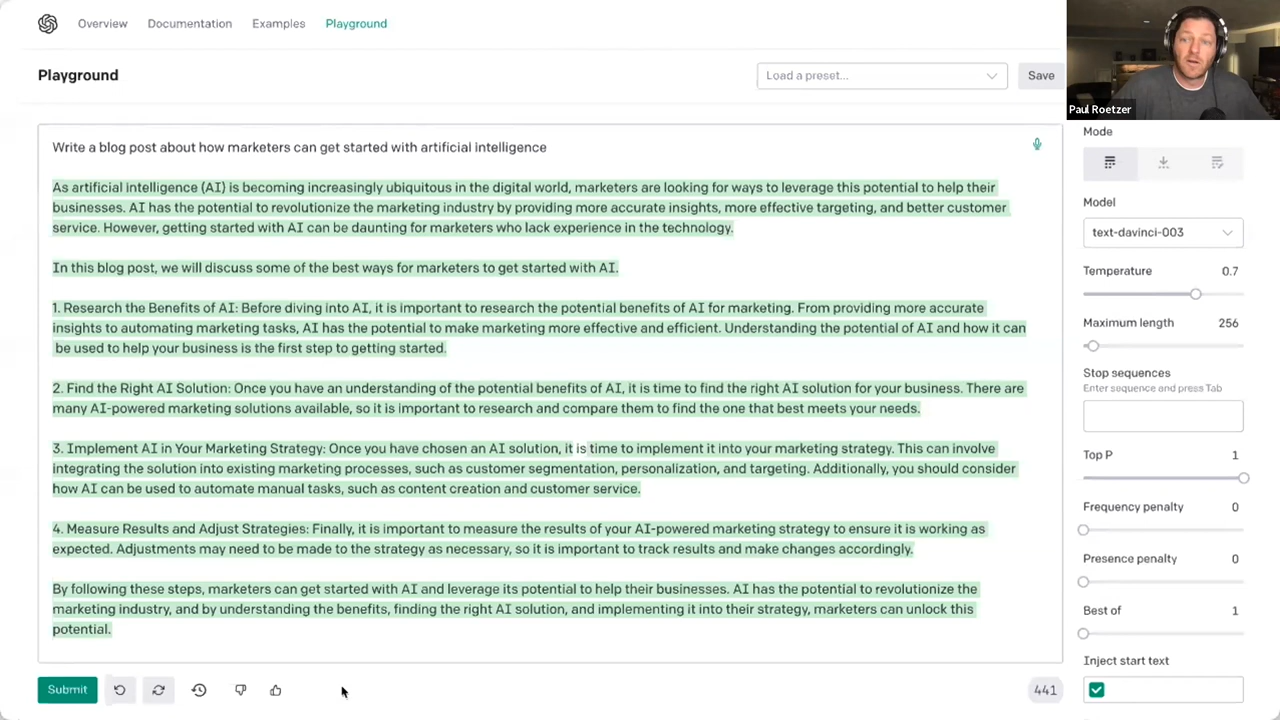 Overview Documentation Examples Playground
Playground
Load a preset...
Save
Paul Roetzer
Write a blog post about how marketers can get started with artificial intelligence
As artificial intelligence (AI) is becoming increasingly ubiquitous in the digital world, marketers are looking for ways to leverage this potential to help their
businesses. AI has the potential to revolutionize the marketing industry by providing more accurate insights, more effective targeting, and better customer
service. However, getting started with AI can be daunting for marketers who lack experience in the technology.
In this blog post, we will discuss some of the best ways for marketers to get started with AI.
1. Research the Benefits of AI: Before diving into AI, it is important to research the potential benefits of AI for marketing. From providing more accurate
insights to automating marketing tasks, AI has the potential to make marketing more effective and efficient. Understanding the potential of AI and how it can
be used to help your business is the first step to getting started.
2. Find the Right AI Solution: Once you have an understanding of the potential benefits of AI, it is time to find the right AI solution for your business. There are
many AI-powered marketing solutions available, so it is important to research and compare them to find the one that best meets your needs.
3. Implement AI in Your Marketing Strategy: Once you have chosen an AI solution, it is time to implement it into your marketing strategy. This can involve
integrating the solution into existing marketing processes, such as customer segmentation, personalization, and targeting. Additionally, you should consider
how AI can be used to automate manual tasks, such as content creation and customer service.
4. Measure Results and Adjust Strategies: Finally, it is important to measure the results of your AI-powered marketing strategy to ensure it is working as
expected. Adjustments may need to be made to the strategy as necessary, so it is important to track results and make changes accordingly.
By following these steps, marketers can get started with AI and leverage its potential to help their businesses. AI has the potential to revolutionize the
marketing industry, and by understanding the benefits, finding the right AI solution, and implementing it into their strategy, marketers can unlock this
potential.
Submit
441
Mode
Model
text-davinci-003
Temperature 0.7
Maximum length 256
Stop sequences
Enter sequence and press Tab
Top P 1
Frequency penalty 0
Presence penalty 0
Best of 1
Inject start text